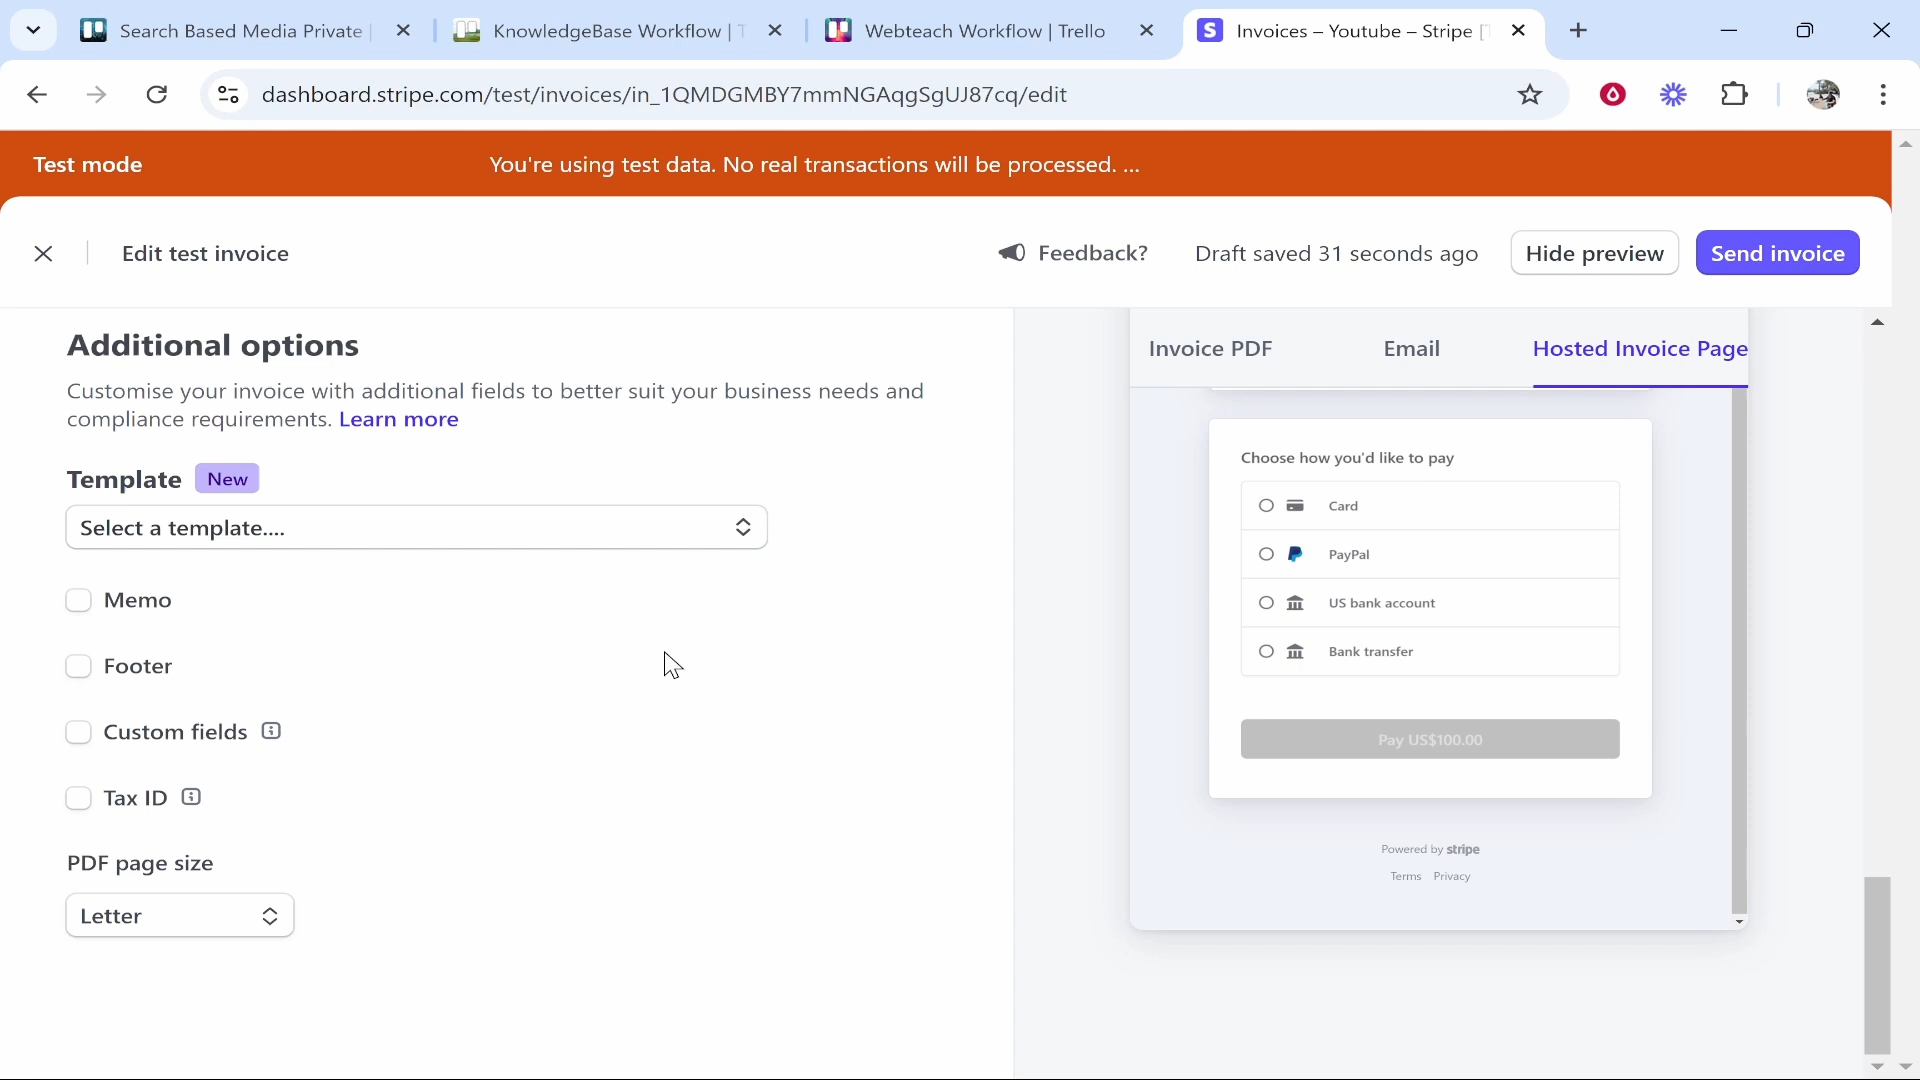 Search Based Media Private
KnowledgeBase Workflow | T
Webteach Workflow | Trello
Invoices – Youtube – Stripe [T
dashboard.stripe.com/test/invoices/in_1QMDGMBY7mmNGAqgSgUJ87cq/edit
Test mode
You're using test data. No real transactions will be processed. ...
Edit test invoice
Feedback?
Draft saved 31 seconds ago
Hide preview
Send invoice
Additional options
Customise your invoice with additional fields to better suit your business needs and
compliance requirements. Learn more
Template New
Select a template....
Memo
Footer
Custom fields
Tax ID
PDF page size
Letter
Invoice PDF
Email
Hosted Invoice Page
Choose how you'd like to pay
Card
PayPal
US bank account
Bank transfer
Pay US$100.00
Powered by stripe
Terms Privacy